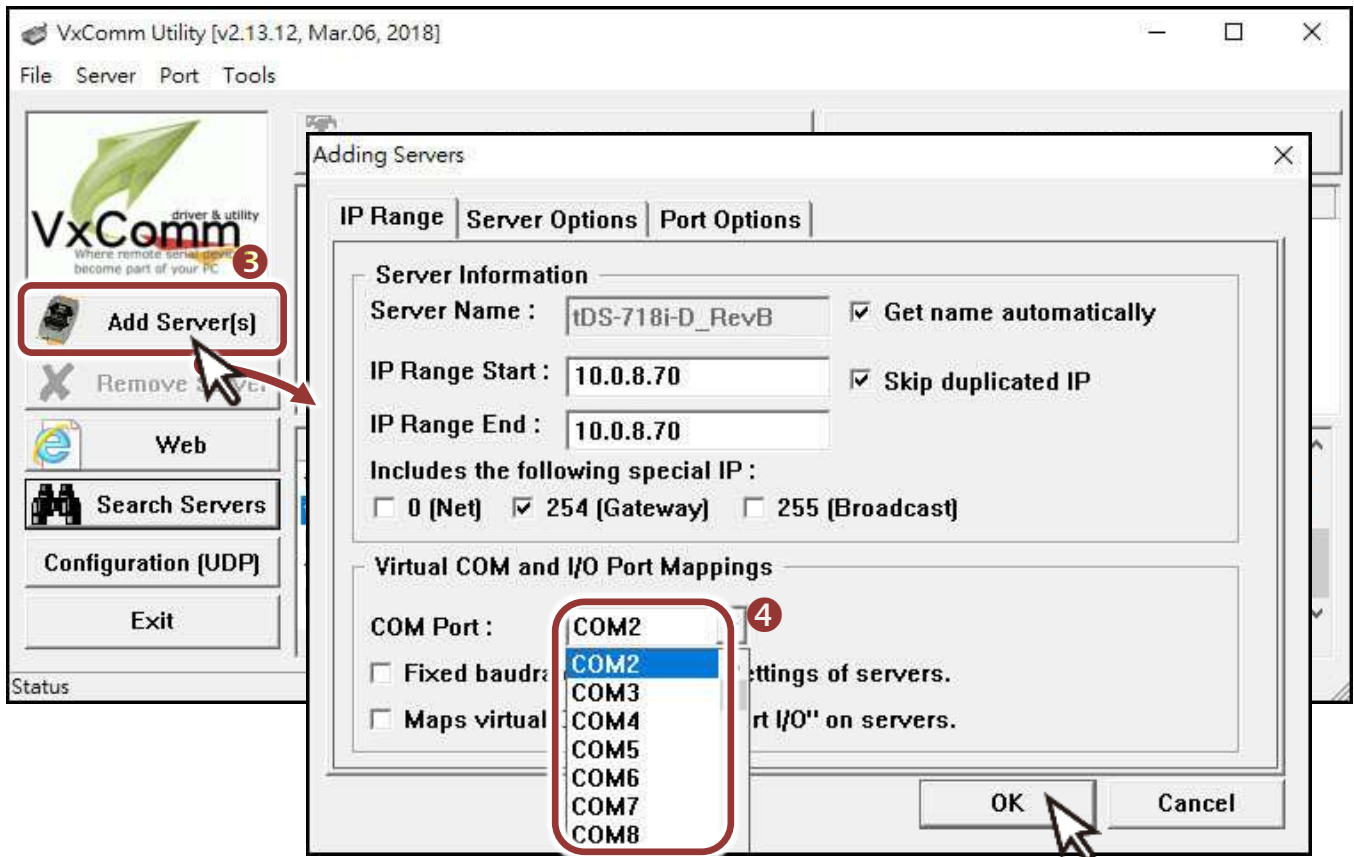 VxComm Utility [v2.13.12, Mar.06, 2018]
File Server Port Tools
VxComm
driver & utility
Where remote serial
become part of your PC
3
Add Server(s)
Remove
Web
Search Servers
Configuration (UDP)
Exit
Status
Adding Servers
IP Range Server Options Port Options
Server Information
Server Name : tDS-718i-D_RevB Get name automatically
IP Range Start : 10.0.8.70 Skip duplicated IP
IP Range End : 10.0.8.70
Includes the following special IP :
0 (Net) 254 (Gateway) 255 (Broadcast)
Virtual COM and I/O Port Mappings
COM Port : COM2 4
Fixed of servers.
Maps virtual I/O" on servers.
COM2
COM3
COM4
COM5
COM6
COM7
COM8
OK Cancel